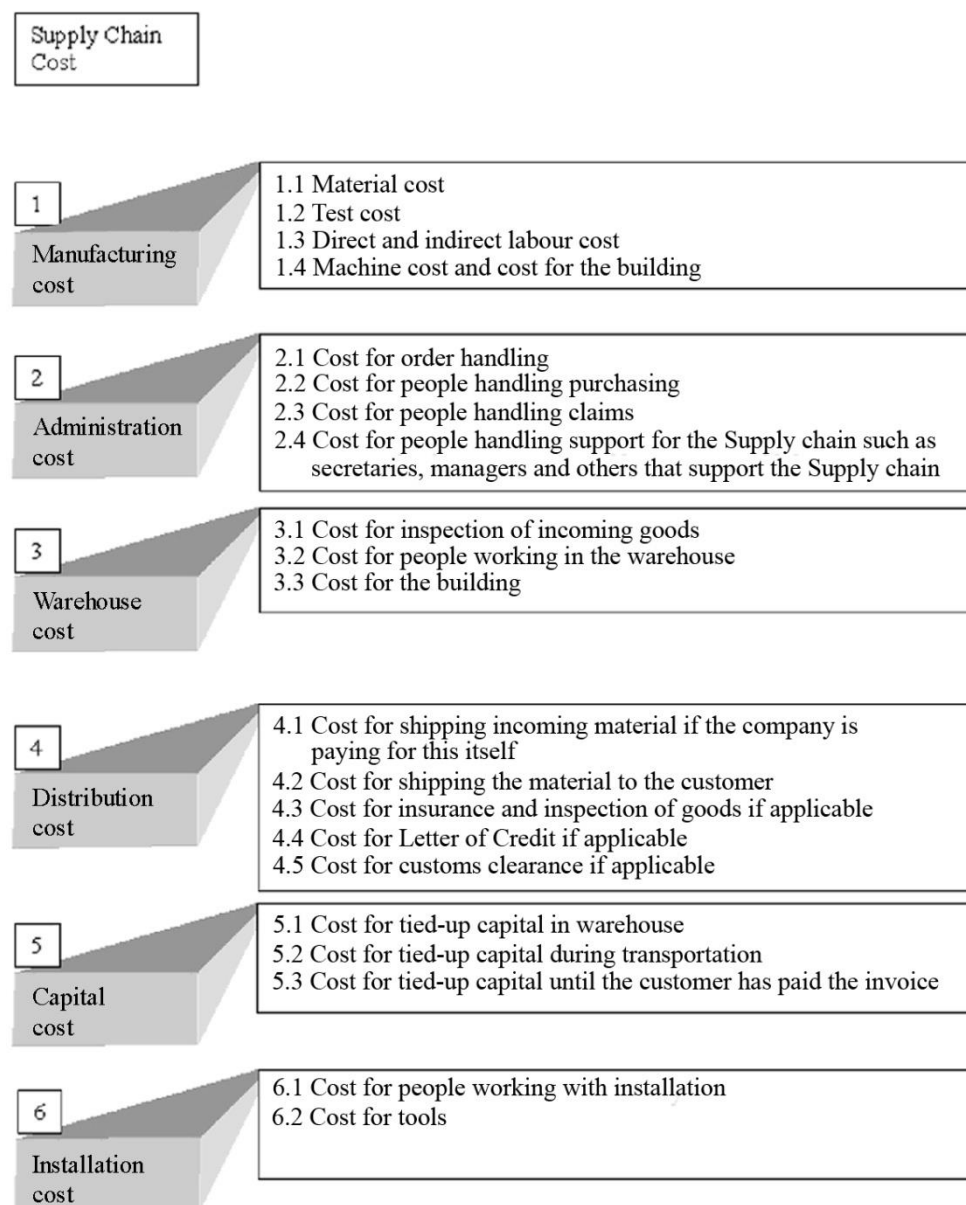 Supply Chain
Cost
1
Manufacturing
cost
1.1 Material cost
1.2 Test cost
1.3 Direct and indirect labour cost
1.4 Machine cost and cost for the building
2
Administration
cost
2.1 Cost for order handling
2.2 Cost for people handling purchasing
2.3 Cost for people handling claims
2.4 Cost for people handling support for the Supply chain such as
secretaries, managers and others that support the Supply chain
3
Warehouse
cost
3.1 Cost for inspection of incoming goods
3.2 Cost for people working in the warehouse
3.3 Cost for the building
4
Distribution
cost
4.1 Cost for shipping incoming material if the company is
paying for this itself
4.2 Cost for shipping the material to the customer
4.3 Cost for insurance and inspection of goods if applicable
4.4 Cost for Letter of Credit if applicable
4.5 Cost for customs clearance if applicable
5
Capital
cost
5.1 Cost for tied-up capital in warehouse
5.2 Cost for tied-up capital during transportation
5.3 Cost for tied-up capital until the customer has paid the invoice
6
Installation
cost
6.1 Cost for people working with installation
6.2 Cost for tools